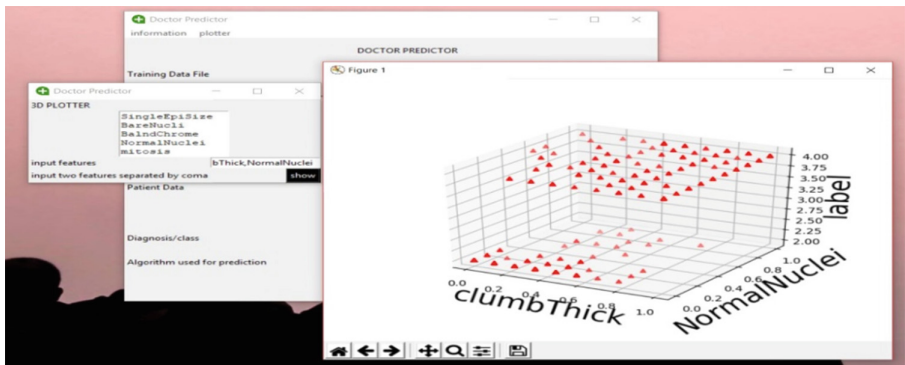 Doctor Predictor
information plotter
DOCTOR PREDICTOR
Training Data File
Doctor Predictor
3D PLOTTER
SingleEpiSize
BareNucli
BalndChrome
NormalNuclei
mitosis
input features bThick,NormalNuclei
input two features separated by coma show
Patient Data
Diagnosis/class
Algorithm used for prediction
Figure 1
4.00
3.75
3.50
3.25
3.00
2.75
2.50
2.25
2.00
label
0.0 0.2 0.4 0.6 0.8 1.0
clumbThick
0.0 0.2 0.4 0.6 0.8 1.0
NormalNuclei